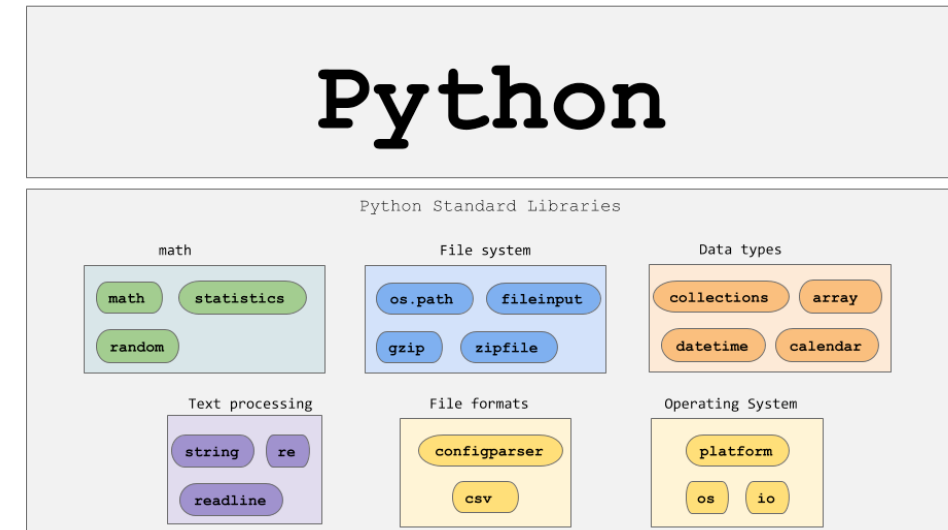 Python
Python Standard Libraries
math
math
statistics
random
File system
os.path
fileinput
gzip
zipfile
Data types
collections
array
datetime
calendar
Text processing
string
re
readline
File formats
configparser
csv
Operating System
platform
os
io